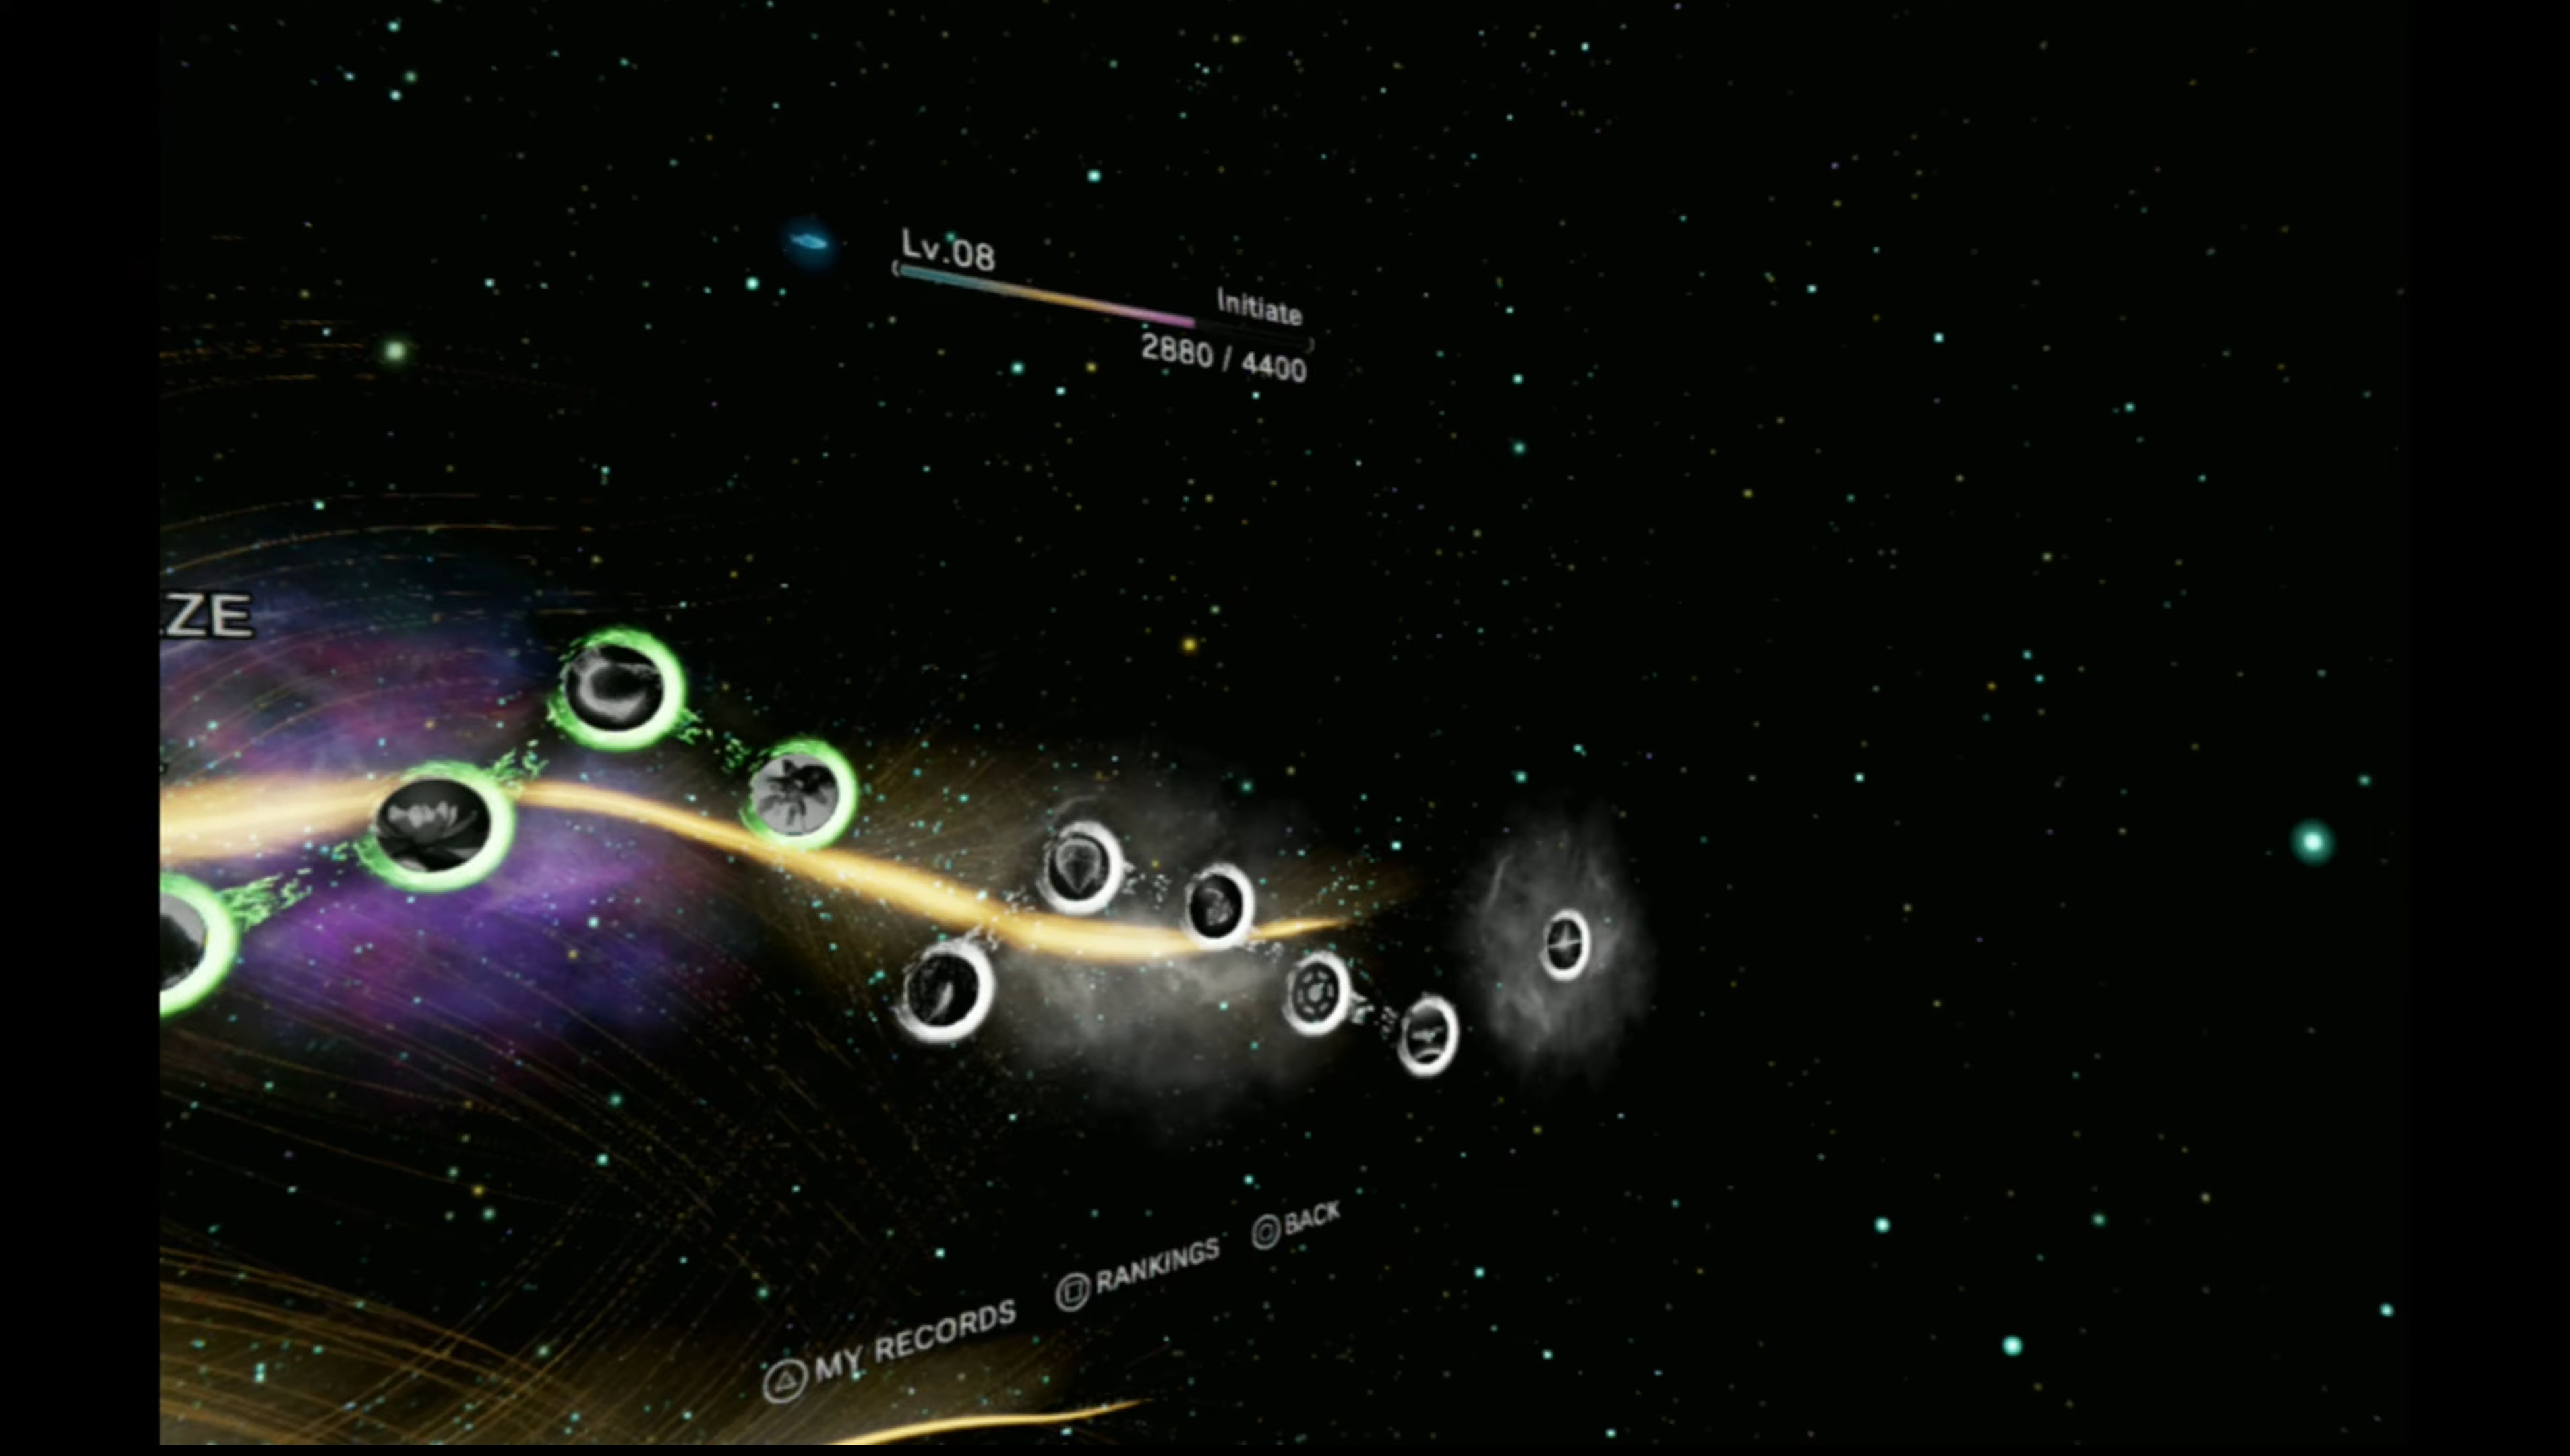 Lv.08
Initiate
2880 / 4400
ZE
MY RECORDS
RANKINGS
BACK